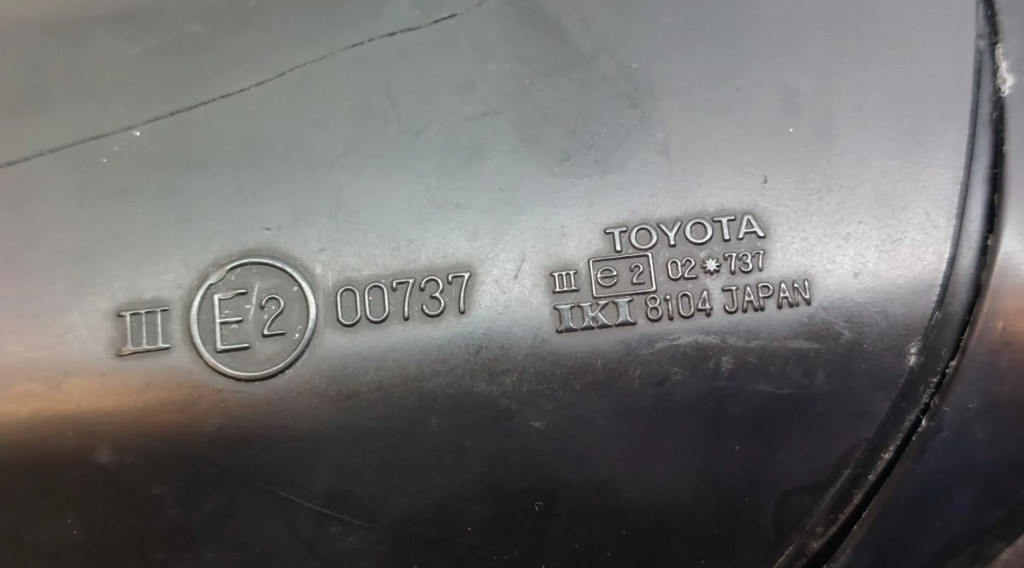 III E2 00737
TOYOTA
III e2 02*737
IKI 8104 JAPAN